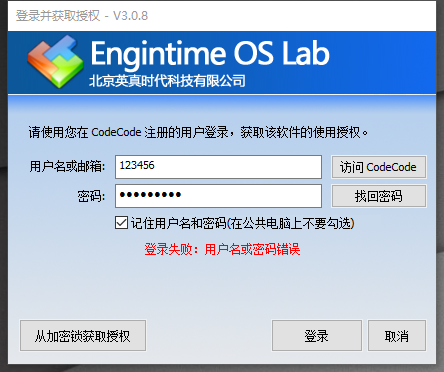 登录并获取授权 - V3.0.8
Engintime OS Lab
北京英真时代科技有限公司
请使用您在 CodeCode 注册的用户登录，获取该软件的使用授权。
用户名或邮箱: 123456 访问 CodeCode
密码: ●●●●●●●●● 找回密码
记住用户名和密码(在公共电脑上不要勾选)
登录失败：用户名或密码错误
从加密锁获取授权 登录 取消